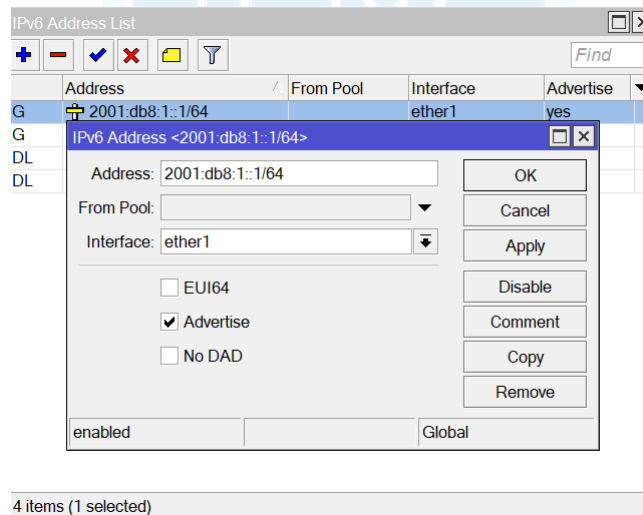 IPv6 Address List
Find
Address From Pool Interface Advertise
G 2001:db8:1::1/64 ether1 yes
G
DL
DL
IPv6 Address <2001:db8:1::1/64>
Address: 2001:db8:1::1/64
From Pool:
Interface: ether1
EUI64
Advertise
No DAD
OK
Cancel
Apply
Disable
Comment
Copy
Remove
enabled Global
4 items (1 selected)